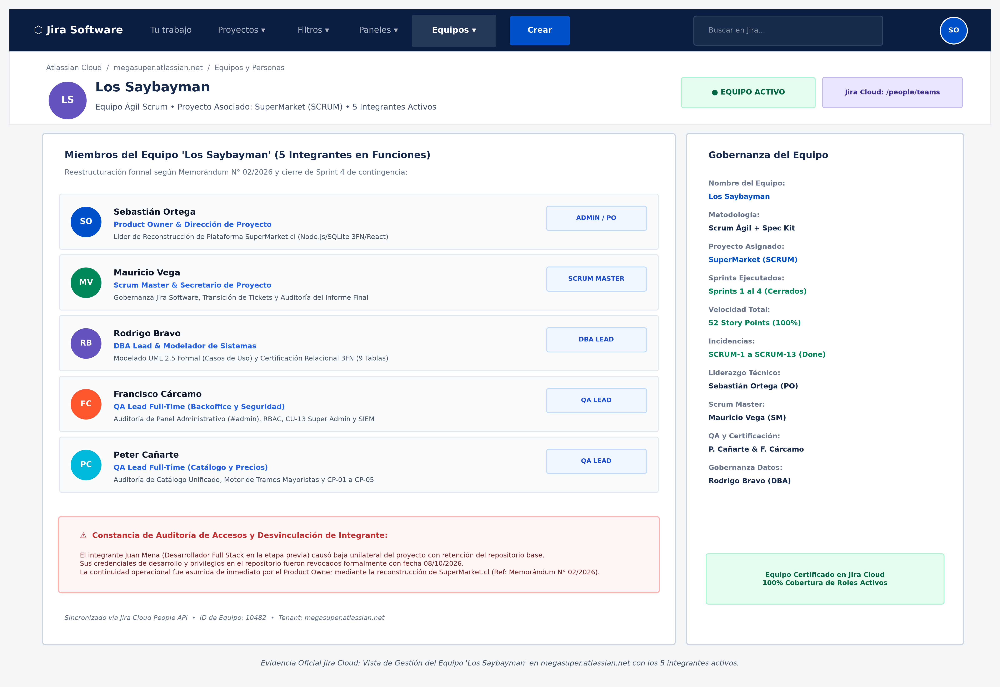 ⬡ Jira Software
Tu trabajo
Proyectos ▾
Filtros ▾
Paneles ▾
Equipos ▾
Crear
Buscar en Jira...
SO
Atlassian Cloud / megasuper.atlassian.net / Equipos y Personas
LS
Los Saybayman
Equipo Ágil Scrum • Proyecto Asociado: SuperMarket (SCRUM) • 5 Integrantes Activos
● EQUIPO ACTIVO
Jira Cloud: /people/teams
Miembros del Equipo 'Los Saybayman' (5 Integrantes en Funciones)
Reestructuración formal según Memorándum N° 02/2026 y cierre de Sprint 4 de contingencia:
SO
Sebastián Ortega
Product Owner & Dirección de Proyecto
Líder de Reconstrucción de Plataforma SuperMarket.cl (Node.js/SQLite 3FN/React)
ADMIN / PO
MV
Mauricio Vega
Scrum Master & Secretario de Proyecto
Gobernanza Jira Software, Transición de Tickets y Auditoría del Informe Final
SCRUM MASTER
RB
Rodrigo Bravo
DBA Lead & Modelador de Sistemas
Modelado UML 2.5 Formal (Casos de Uso) y Certificación Relacional 3FN (9 Tablas)
DBA LEAD
FC
Francisco Cárcamo
QA Lead Full-Time (Backoffice y Seguridad)
Auditoría de Panel Administrativo (#admin), RBAC, CU-13 Super Admin y SIEM
QA LEAD
PC
Peter Cañarte
QA Lead Full-Time (Catálogo y Precios)
Auditoría de Catálogo Unificado, Motor de Tramos Mayoristas y CP-01 a CP-05
QA LEAD
⚠ Constancia de Auditoría de Accesos y Desvinculación de Integrante:
El integrante Juan Mena (Desarrollador Full Stack en la etapa previa) causó baja unilateral del proyecto con retención del repositorio base.
Sus credenciales de desarrollo y privilegios en el repositorio fueron revocados formalmente con fecha 08/10/2026.
La continuidad operacional fue asumida de inmediato por el Product Owner mediante la reconstrucción de SuperMarket.cl (Ref: Memorándum N° 02/2026).
Sincronizado vía Jira Cloud People API • ID de Equipo: 10482 • Tenant: megasuper.atlassian.net
Gobernanza del Equipo
Nombre del Equipo:
Los Saybayman
Metodología:
Scrum Ágil + Spec Kit
Proyecto Asignado:
SuperMarket (SCRUM)
Sprints Ejecutados:
Sprints 1 al 4 (Cerrados)
Velocidad Total:
52 Story Points (100%)
Incidencias:
SCRUM-1 a SCRUM-13 (Done)
Liderazgo Técnico:
Sebastián Ortega (PO)
Scrum Master:
Mauricio Vega (SM)
QA y Certificación:
P. Cañarte & F. Cárcamo
Gobernanza Datos:
Rodrigo Bravo (DBA)
Equipo Certificado en Jira Cloud
100% Cobertura de Roles Activos
Evidencia Oficial Jira Cloud: Vista de Gestión del Equipo 'Los Saybayman' en megasuper.atlassian.net con los 5 integrantes activos.